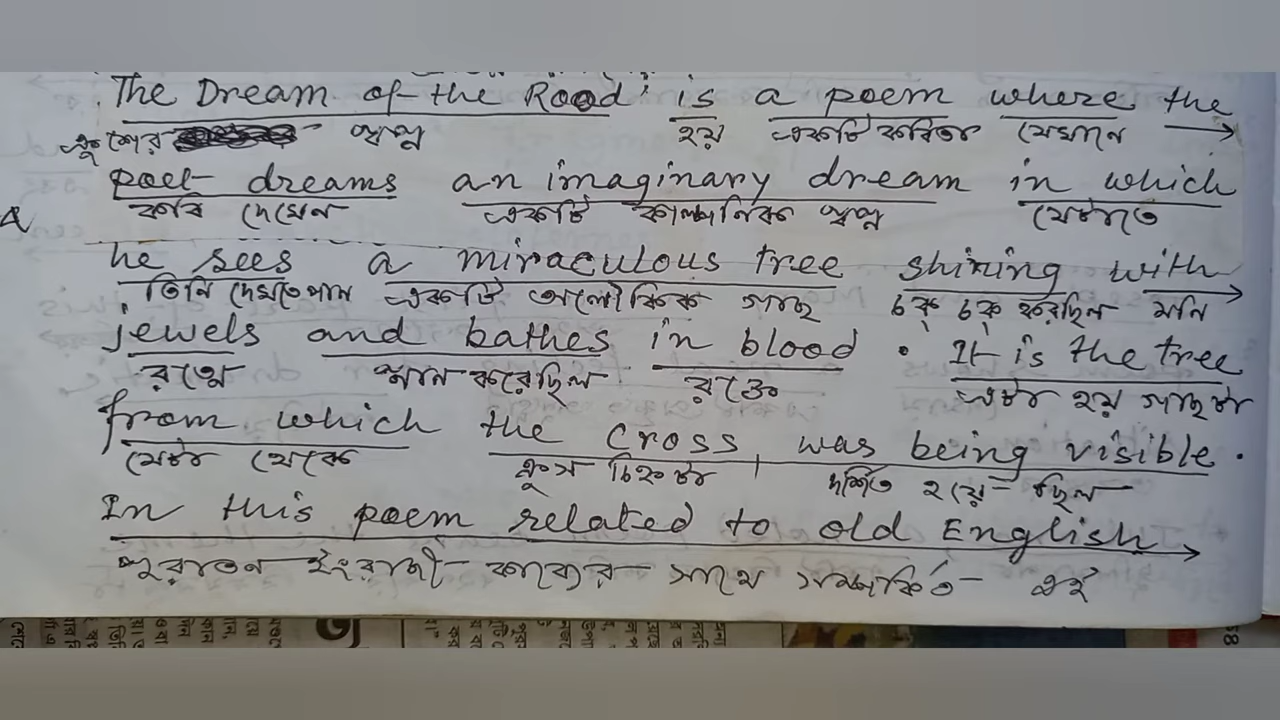 'The Dream of the Rood' is a poem where the
ক্রুশের স্বপ্ন হয় একটি কবিতা যেখানে
poet dreams an imaginary dream in which
কবি দেখেন একটি কাল্পনিক স্বপ্ন যেটাতে
he sees a miraculous tree shining with
তিনি দেখতে পান একটি অলৌকিক গাছ চক্ চক্ করছিল মনি
jewels and bathes in blood. It is the tree
রত্নে স্নান করেছিল রক্তে এটা হয় গাছটা
from which the cross was being visible.
যেটা থেকে ক্রুস চিহ্নটা দর্শিত হয়েছিল
In this poem related to old English
পুরাতন ইংরাজী কাব্যের সাথে সম্পর্কিত এই